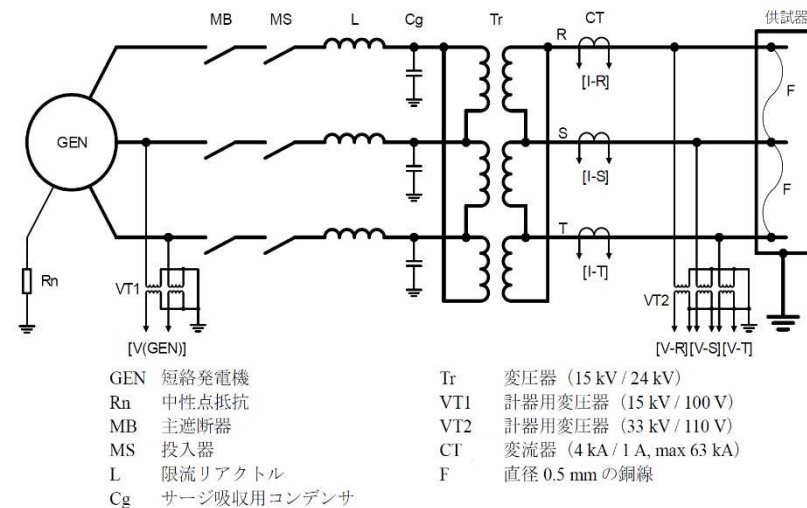 MB MS L Cg Tr CT 供試器
R
[I-R]
F
GEN
S
[I-S]
F
T
[I-T]
Rn
VT1
VT2
[V(GEN)]
[V-R][V-S][V-T]
GEN 短絡発電機
Rn 中性点抵抗
MB 主遮断器
MS 投入器
L 限流リアクトル
Cg サージ吸収用コンデンサ
Tr 変圧器（15 kV / 24 kV）
VT1 計器用変圧器（15 kV / 100 V）
VT2 計器用変圧器（33 kV / 110 V）
CT 変流器（4 kA / 1 A, max 63 kA）
F 直径 0.5 mm の銅線